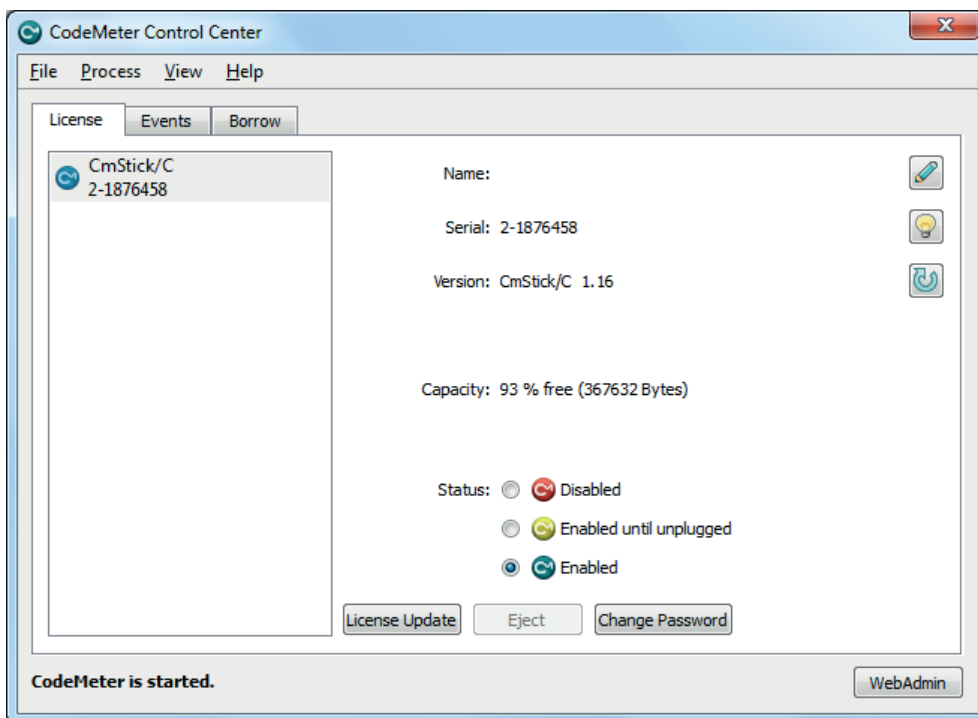 CodeMeter Control Center
File Process View Help
License Events Borrow
CmStick/C
2-1876458
Name:
Serial: 2-1876458
Version: CmStick/C 1.16
Capacity: 93 % free (367632 Bytes)
Status: Disabled
Enabled until unplugged
Enabled
License Update Eject Change Password
CodeMeter is started. WebAdmin